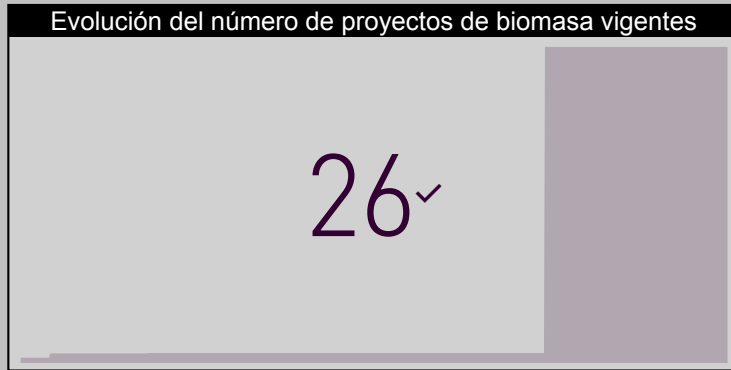 Evolución del número de proyectos de biomasa vigentes
26